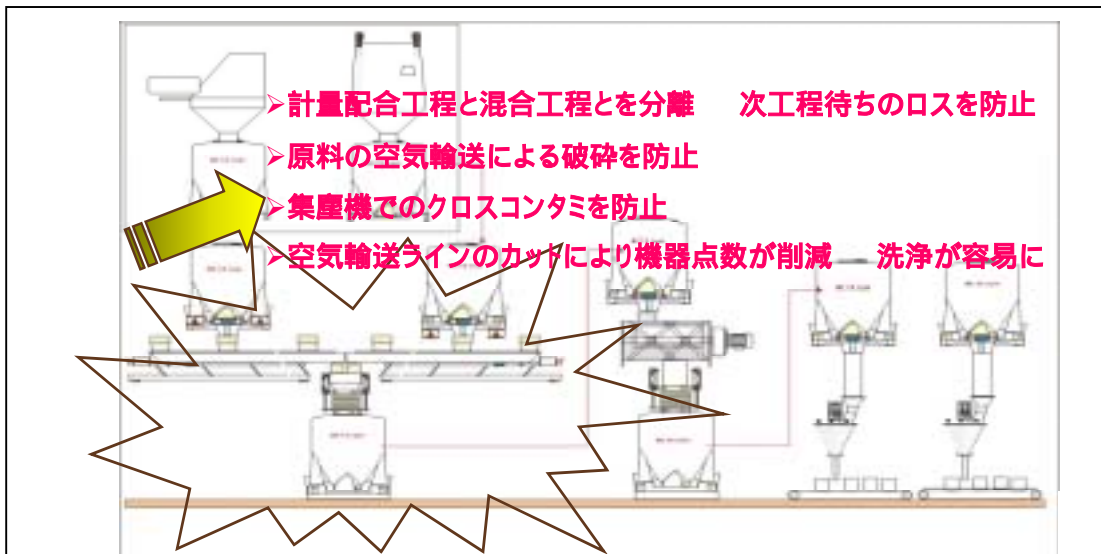 ➢計量配合工程と混合工程とを分離　次工程待ちのロスを防止
➢原料の空気輸送による破砕を防止
➢集塵機でのクロスコンタミを防止
➢空気輸送ラインのカットにより機器点数が削減　洗浄が容易に